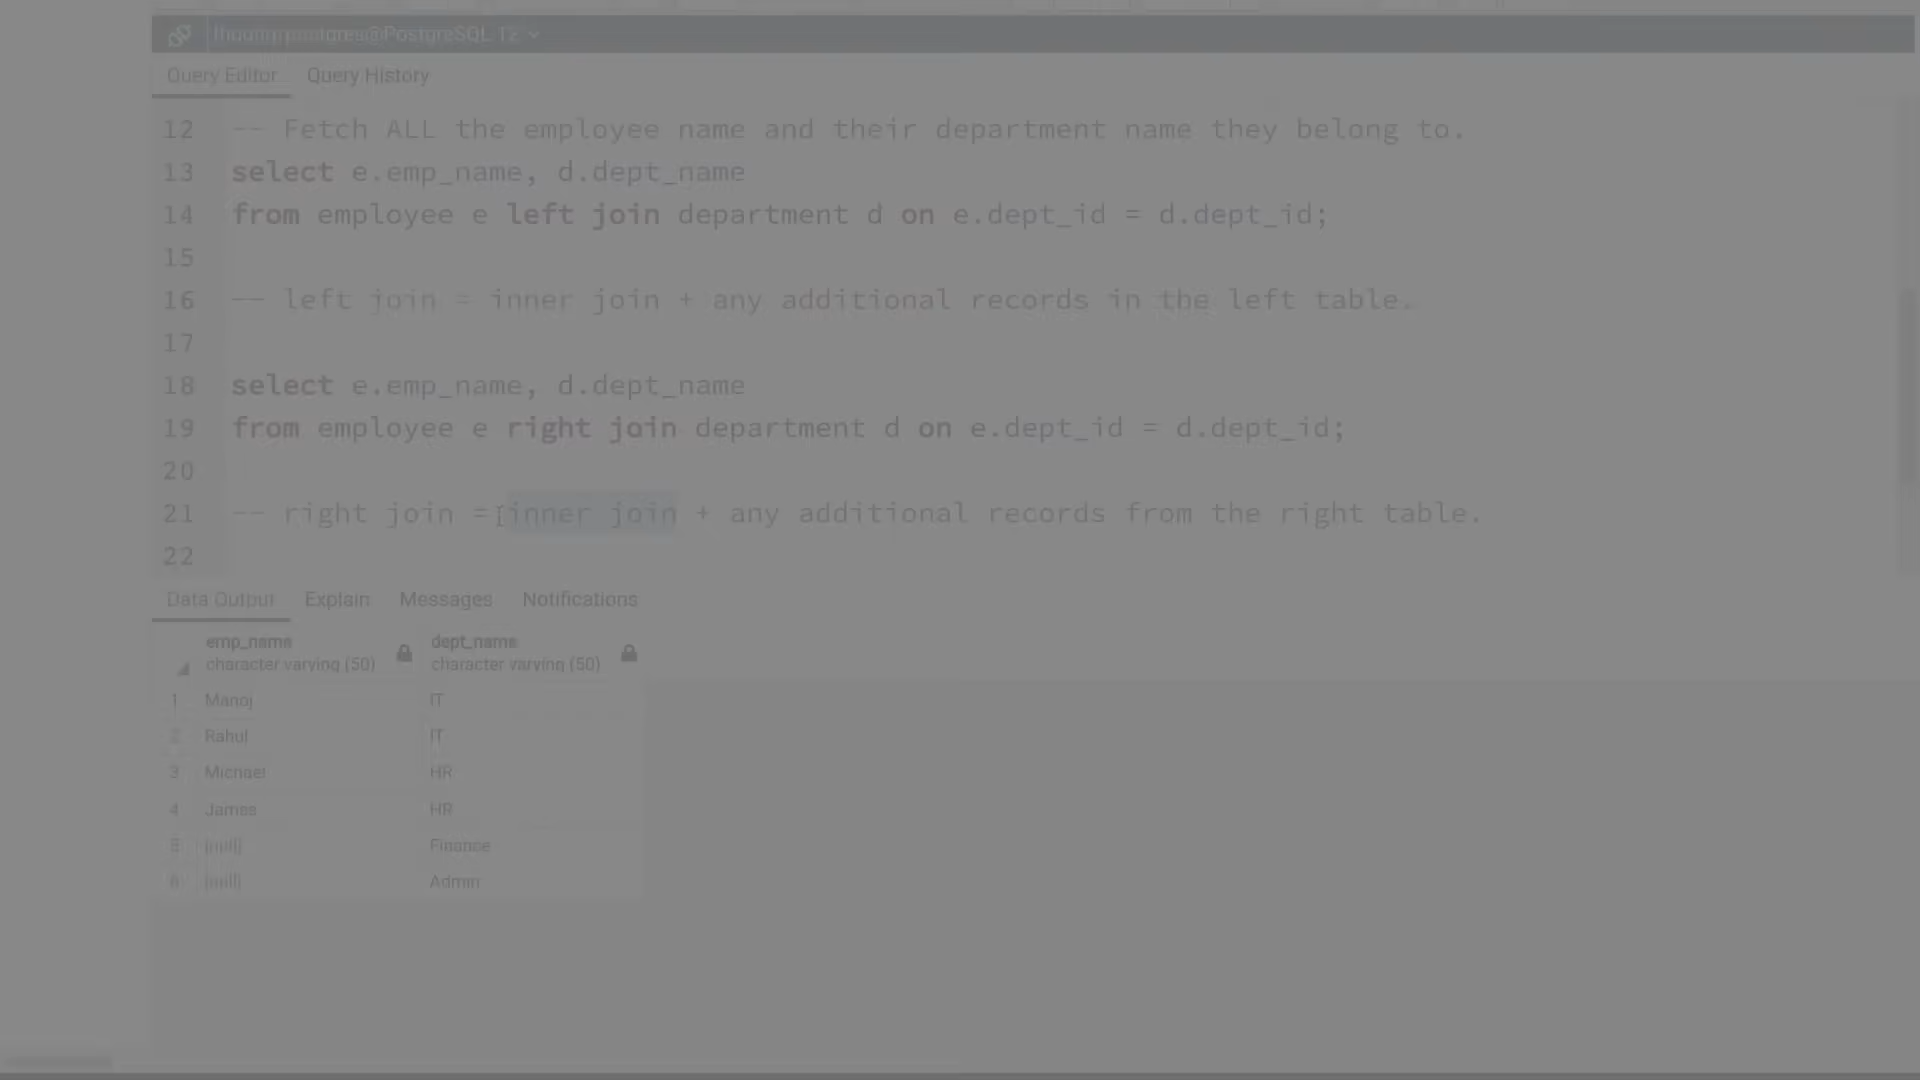 postgres@PostgreSQL 12
Query Editor Query History
12 -- Fetch ALL the employee name and their department name they belong to.
13 select e.emp_name, d.dept_name
14 from employee e left join department d on e.dept_id = d.dept_id;
15
16 -- left join = inner join + any additional records in the left table.
17
18 select e.emp_name, d.dept_name
19 from employee e right join department d on e.dept_id = d.dept_id;
20
21 -- right join = inner join + any additional records from the right table.
22
Data Output Explain Messages Notifications
emp_name dept_name
character varying (50) character varying (50)
1 Manoj IT
2 Rahul IT
3 Michael HR
4 James HR
5 [null] Finance
6 [null] Admin